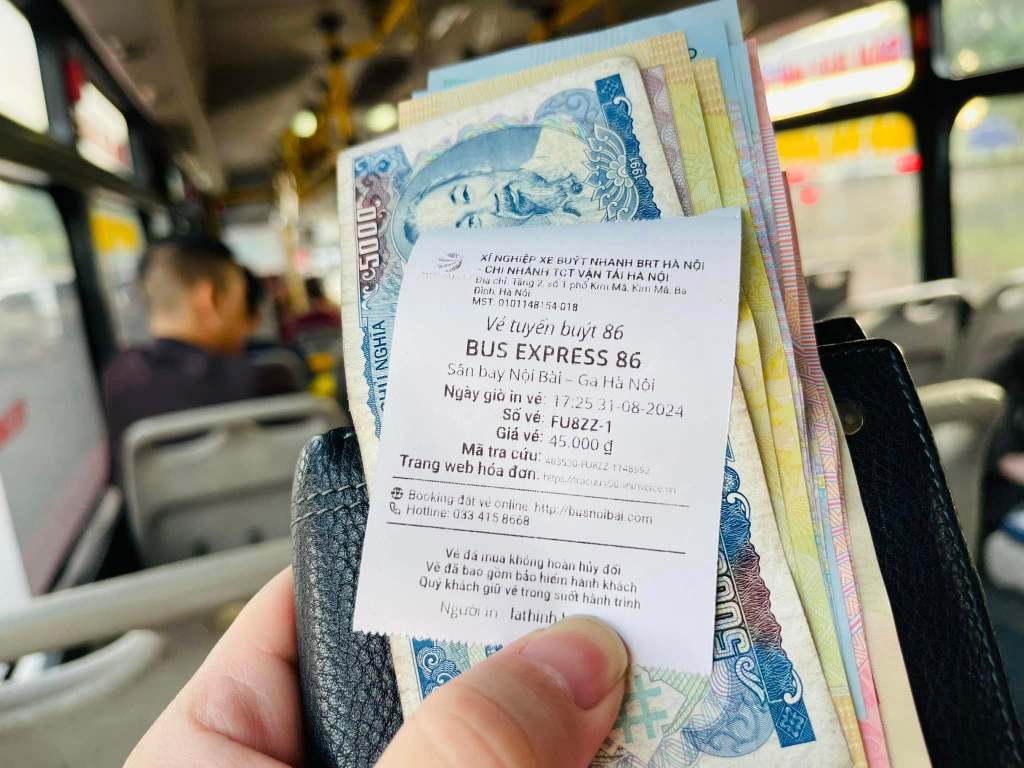 5000
1991
CHỦ NGHĨA
XÍ NGHIỆP XE BUÝT NHANH BRT HÀ NỘI
- CHI NHÁNH TCT VẬN TẢI HÀ NỘI
Địa chỉ: Tầng 2, số 1 phố Kim Mã, Kim Mã, Ba
Đình, Hà Nội
MST: 0101148154-018
Vé tuyến buýt 86
BUS EXPRESS 86
Sân bay Nội Bài – Ga Hà Nội
Ngày giờ in vé: 17:25 31-08-2024
Số vé: FU8ZZ-1
Giá vé: 45.000 ₫
Mã tra cứu:
Trang web hóa đơn:
Booking đặt vé online: http://busnoibai.com
Hotline: 033 415 8668
Vé đã mua không hoàn hủy đổi
Vé đã bao gồm bảo hiểm hành khách
Quý khách giữ vé trong suốt hành trình
Người in: lathinh